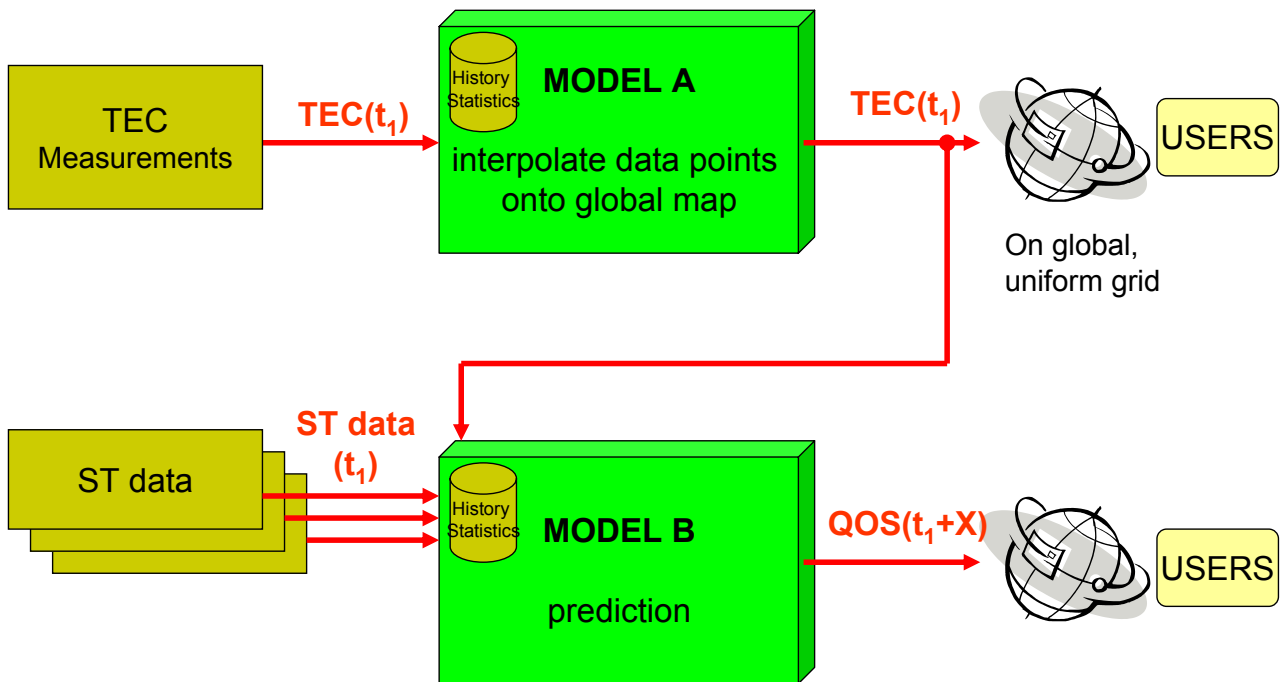 TEC
Measurements
TEC(t₁)
History
Statistics
MODEL A
interpolate data points
onto global map
TEC(t₁)
USERS
On global,
uniform grid
ST data
ST data
(t₁)
History
Statistics
MODEL B
prediction
QOS(t₁+X)
USERS